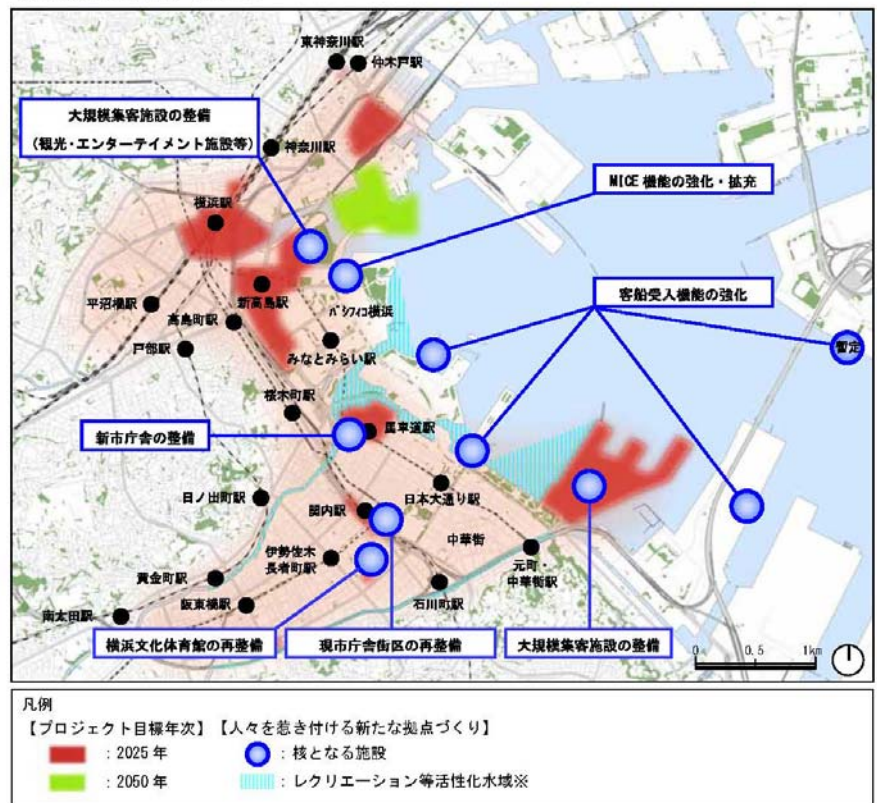 東神奈川駅
仲木戸駅
大規模集客施設の整備
(観光・エンターテイメント施設等)
神奈川駅
MICE 機能の強化・拡充
横浜駅
客船受入機能の強化
新高島駅
パシフィコ横浜
平沼橋駅
高島町駅
みなとみらい駅
戸部駅
暫定
桜木町駅
新市庁舎の整備
馬車道駅
日本大通り駅
日ノ出町駅
関内駅
中華街
伊勢佐木
長者町駅
元町・
中華街駅
黄金町駅
阪東橋駅
石川町駅
南太田駅
横浜文化体育館の再整備
現市庁舎街区の再整備
大規模集客施設の整備
0 0.5 1km
凡例
【プロジェクト目標年次】 【人々を惹き付ける新たな拠点づくり】
:2025 年 :核となる施設
:2050 年 :レクリエーション等活性化水域※